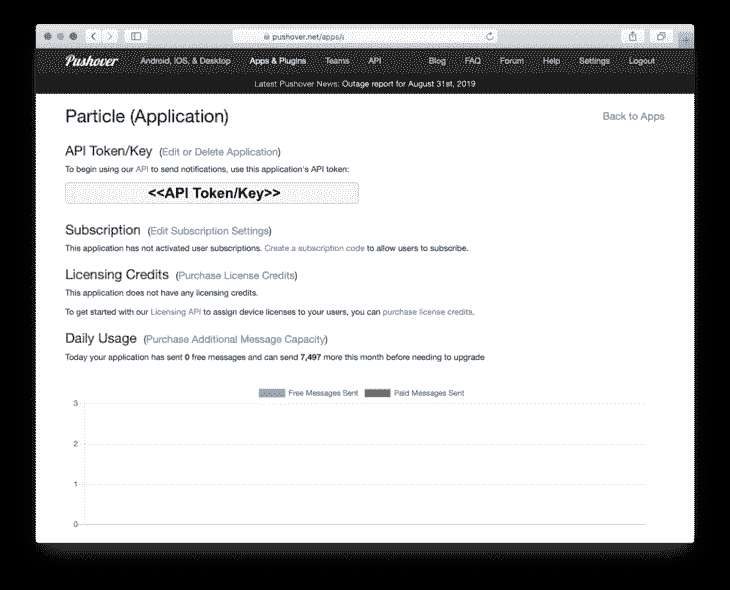 pushover.net/apps/
Pushover Android, iOS, & Desktop Apps & Plugins Teams API Blog FAQ Forum Help Settings Logout
Latest Pushover News: Outage report for August 31st, 2019
Particle (Application)
Back to Apps
API Token/Key (Edit or Delete Application)
To begin using our API to send notifications, use this application's API token:
<<API Token/Key>>
Subscription (Edit Subscription Settings)
This application has not activated user subscriptions. Create a subscription code to allow users to subscribe.
Licensing Credits (Purchase License Credits)
This application does not have any licensing credits.
To get started with our Licensing API to assign device licenses to your users, you can purchase license credits.
Daily Usage (Purchase Additional Message Capacity)
Today your application has sent 0 free messages and can send 7,497 more this month before needing to upgrade
Free Messages Sent Paid Messages Sent
3
2
1
0